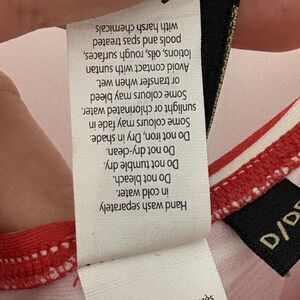 Hand wash separately
in cold water.
Do not bleach.
Do not tumble dry.
Do not dry-clean.
Do not iron. Dry in shade.
Some colours may fade in
sunlight or chlorinated water.
Some colours may bleed
or transfer when wet.
Avoid contact with suntan
lotions, oils, rough surfaces,
pools and spas treated
with harsh chemicals